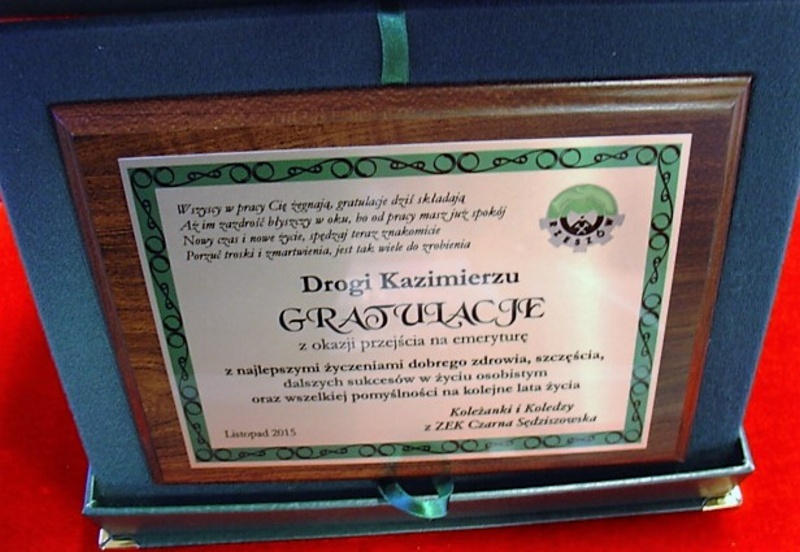 Wszyscy w pracy Cię żegnają, gratulacje dziś składają
Aż im zazdrość błyszczy w oku, bo od pracy masz już spokój
Nowy czas i nowe życie, spędzaj teraz znakomicie
Porzuć troski i zmartwienia, jest tak wiele do zrobienia
RZESZÓW
Drogi Kazimierzu
GRATULACJE
z okazji przejścia na emeryturę
z najlepszymi życzeniami dobrego zdrowia, szczęścia,
dalszych sukcesów w życiu osobistym
oraz wszelkiej pomyślności na kolejne lata życia
Koleżanki i Koledzy
z ZEK Czarna Sędziszowska
Listopad 2015